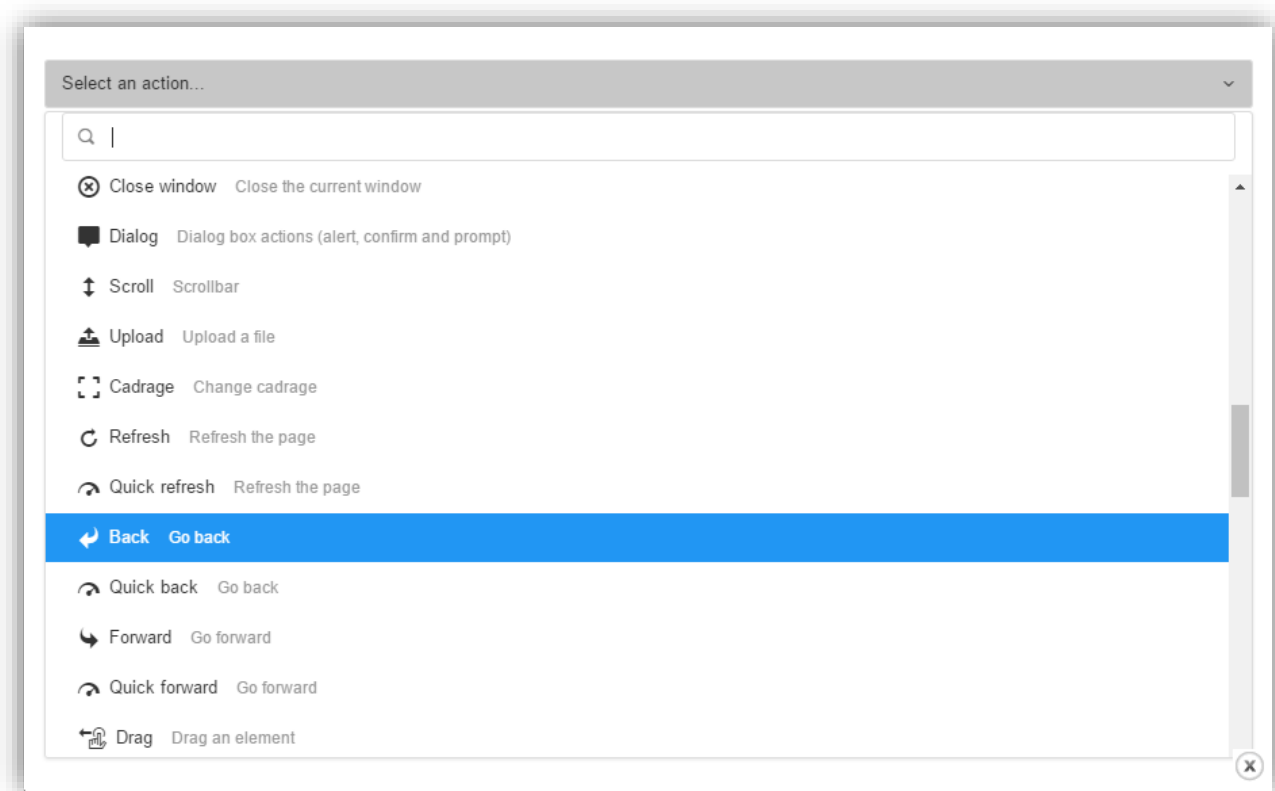 Select an action...
Close window Close the current window
Dialog Dialog box actions (alert, confirm and prompt)
Scroll Scrollbar
Upload Upload a file
Cadrage Change cadrage
Refresh Refresh the page
Quick refresh Refresh the page
Back Go back
Quick back Go back
Forward Go forward
Quick forward Go forward
Drag Drag an element